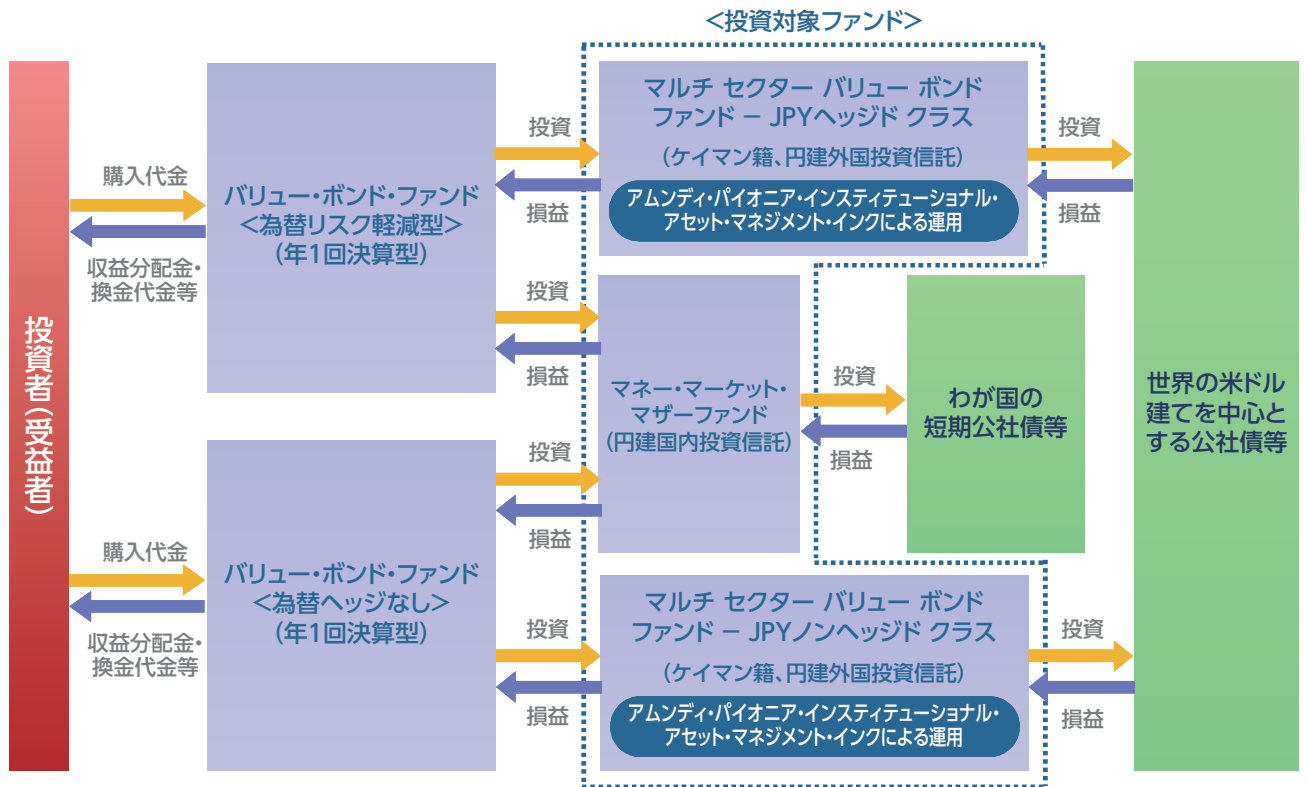 <投資対象ファンド>
投資者(受益者)
購入代金
収益分配金・
換金代金等
バリュー・ボンド・ファンド
<為替リスク軽減型>
(年1回決算型)
投資
損益
マルチ セクター バリュー ボンド
ファンド － JPYヘッジド クラス
(ケイマン籍、円建外国投資信託)
アムンディ・パイオニア・インスティテューショナル・
アセット・マネジメント・インクによる運用
投資
損益
投資
損益
マネー・マーケット・
マザーファンド
(円建国内投資信託)
投資
損益
わが国の
短期公社債等
世界の米ドル
建てを中心と
する公社債等
購入代金
収益分配金・
換金代金等
バリュー・ボンド・ファンド
<為替ヘッジなし>
(年1回決算型)
投資
損益
投資
損益
マルチ セクター バリュー ボンド
ファンド － JPYノンヘッジド クラス
(ケイマン籍、円建外国投資信託)
アムンディ・パイオニア・インスティテューショナル・
アセット・マネジメント・インクによる運用
投資
損益